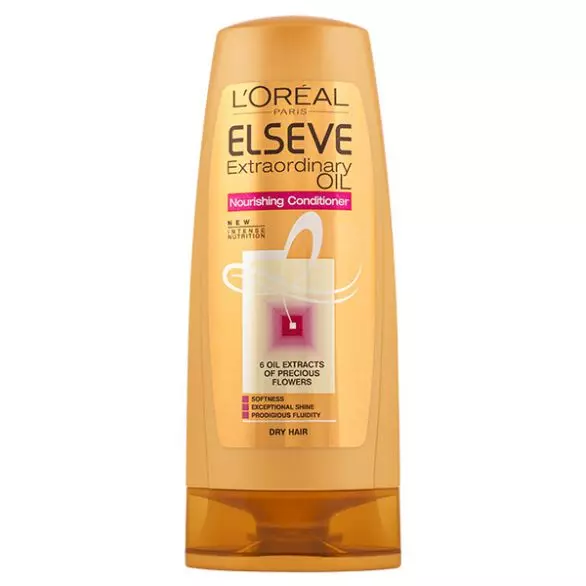 L'ORÉAL
PARIS
ELSEVE
Extraordinary
OIL
Nourishing Conditioner
NEW
INTENSE
NUTRITION
6 OIL EXTRACTS
OF PRECIOUS
FLOWERS
SOFTNESS
EXCEPTIONAL SHINE
PRODIGIOUS FLUIDITY
DRY HAIR